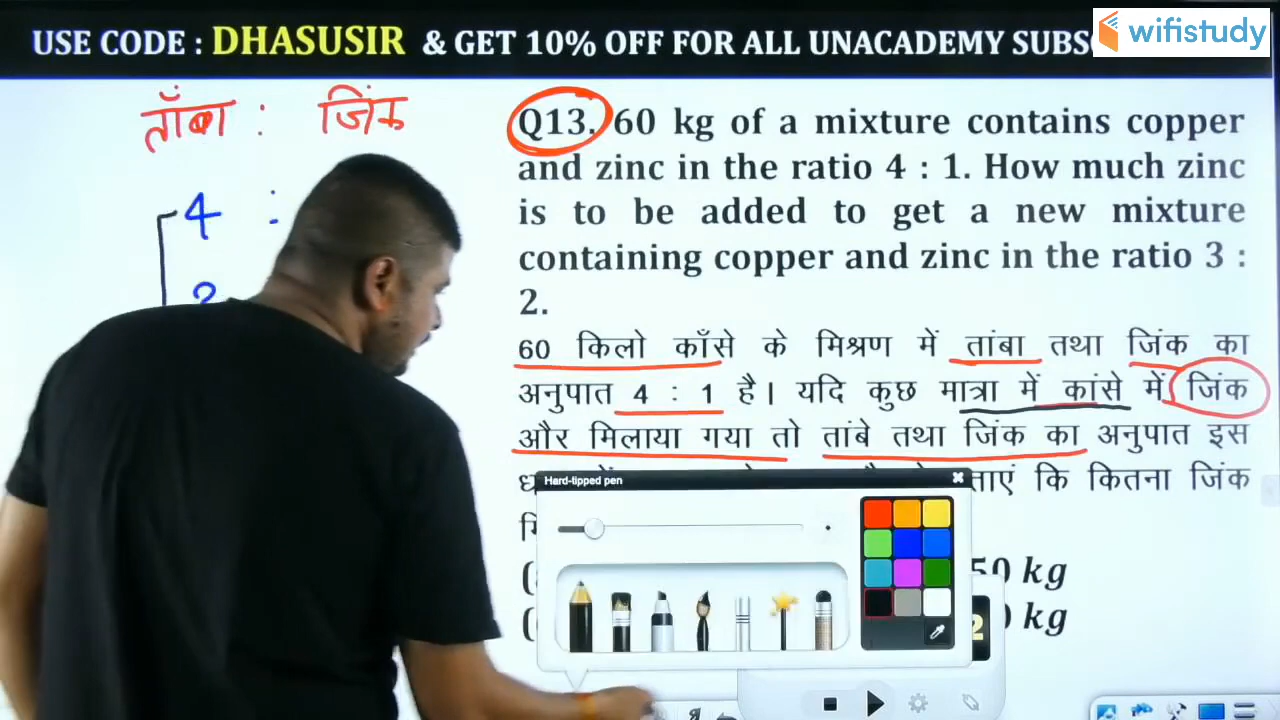 USE CODE : DHASUSIR & GET 10% OFF FOR ALL UNACADEMY
wifistudy
ताँबा : जिंक
4 :
Q13. 60 kg of a mixture contains copper
and zinc in the ratio 4 : 1. How much zinc
is to be added to get a new mixture
containing copper and zinc in the ratio 3 :
2.
60 किलो काँसे के मिश्रण में तांबा तथा जिंक का
अनुपात 4 : 1 है। यदि कुछ मात्रा में कांसे में जिंक
और मिलाया गया तो तांबे तथा जिंक का अनुपात इस
कि कितना जिंक
Hard-tipped pen
50 kg
kg